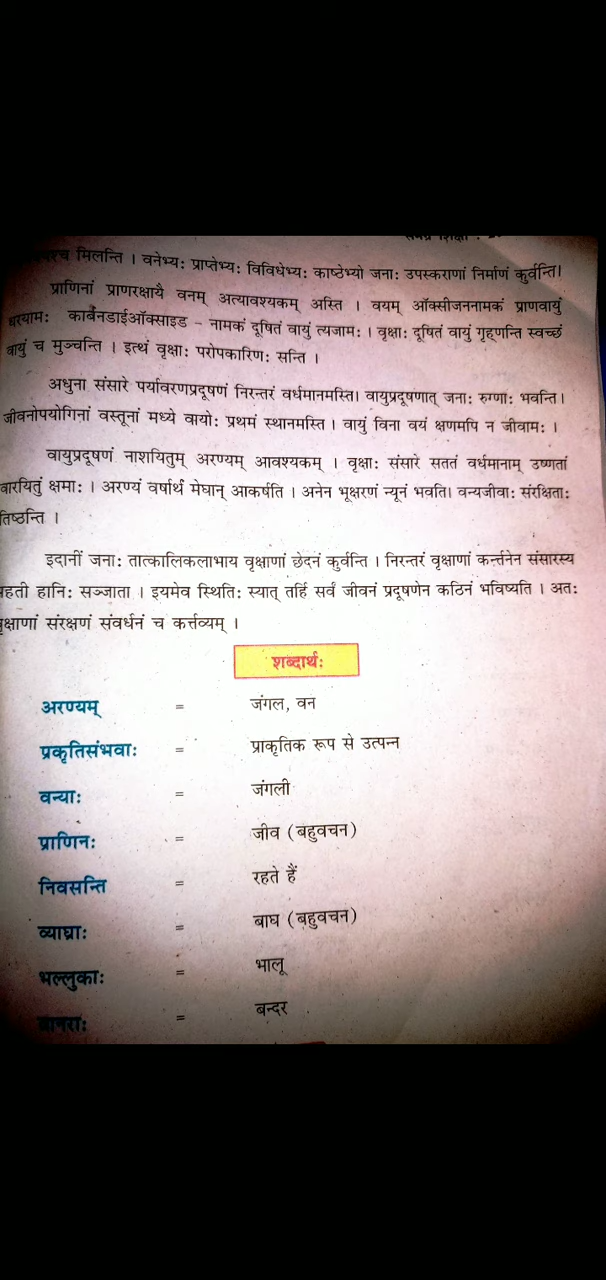 समग्र शिक्षा :
मिलन्ति । वनेभ्यः प्राप्तेभ्यः विविधेभ्यः काष्ठेभ्यो जनाः उपस्कराणां निर्माणं कुर्वन्ति।
प्राणिनां प्राणरक्षायै वनम् अत्यावश्यकम् अस्ति । वयम् ऑक्सीजननामकं प्राणवायुं
धरयामः कार्बनडाईऑक्साइड – नामकं दूषितं वायुं त्यजामः । वृक्षाः दूषितं वायुं गृह्णन्ति स्वच्छं
वायुं च मुञ्चन्ति । इत्थं वृक्षाः परोपकारिणः सन्ति ।
अधुना संसारे पर्यावरणप्रदूषणं निरन्तरं वर्धमानमस्ति। वायुप्रदूषणात् जनाः रुग्णाः भवन्ति।
जीवनोपयोगिनां वस्तूनां मध्ये वायोः प्रथमं स्थानमस्ति । वायुं विना वयं क्षणमपि न जीवामः ।
वायुप्रदूषणं नाशयितुम् अरण्यम् आवश्यकम् । वृक्षाः संसारे सततं वर्धमानाम् उष्णतां
वारयितुं क्षमाः । अरण्यं वर्षार्थं मेघान् आकर्षति । अनेन भूक्षरणं न्यूनं भवति। वन्यजीवाः संरक्षिताः
तिष्ठन्ति ।
इदानीं जनाः तात्कालिकलाभाय वृक्षाणां छेदनं कुर्वन्ति । निरन्तरं वृक्षाणां कर्त्तनेन संसारस्य
महती हानिः सञ्जाता । इयमेव स्थितिः स्यात् तर्हि सर्वं जीवनं प्रदूषणेन कठिनं भविष्यति । अतः
वृक्षाणां संरक्षणं संवर्धनं च कर्त्तव्यम् ।
शब्दार्थः
अरण्यम् = जंगल, वन
प्रकृतिसंभवाः = प्राकृतिक रूप से उत्पन्न
वन्याः = जंगली
प्राणिनः = जीव (बहुवचन)
निवसन्ति = रहते हैं
व्याघ्राः = बाघ (बहुवचन)
भल्लुकाः = भालू
वानराः = बन्दर